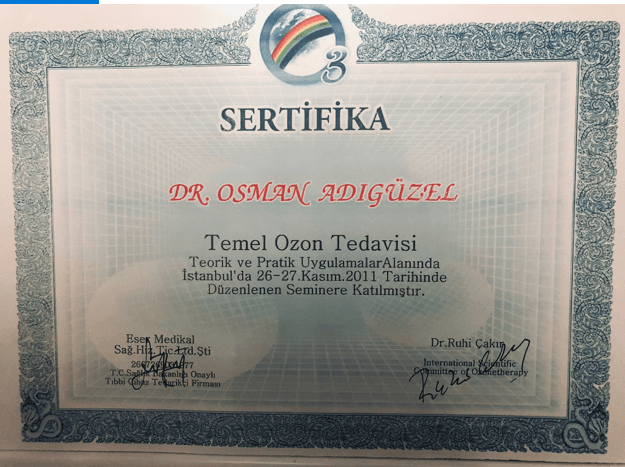 3
SERTİFİKA
DR. OSMAN ADIGÜZEL
Temel Ozon Tedavisi
Teorik ve Pratik UygulamalarAlanında
İstanbul'da 26-27.Kasım.2011 Tarihinde
Düzenlenen Seminere Katılmıştır.
Esen Medikal
Sağ.Hiz.Tic.Ltd.Şti
T.C.Sağlık Bakanlığı Onaylı
Tıbbi Cihaz Tedarikçi Firması
Dr.Ruhi Çakır
International Scientific
Committee of Ozonetherapy